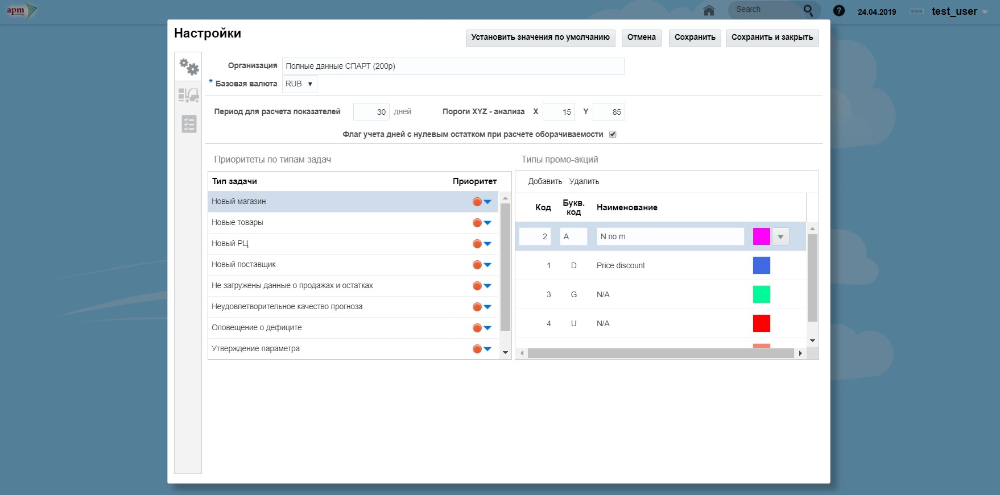 apm
Search
24.04.2019
test_user
Настройки
Установить значения по умолчанию
Отмена
Сохранить
Сохранить и закрыть
Организация Полные данные СПАРТ (200р)
* Базовая валюта RUB
Период для расчета показателей 30 дней Пороги XYZ - анализа X 15 Y 85
Флаг учета дней с нулевым остатком при расчете оборачиваемости
Приоритеты по типам задач
Тип задачи Приоритет
Новый магазин
Новые товары
Новый РЦ
Новый поставщик
Не загружены данные о продажах и остатках
Неудовлетворительное качество прогноза
Оповещение о дефиците
Утверждение параметра
Типы промо-акций
Добавить Удалить
Код Букв. код Наименование
2 A N по m
1 D Price discount
3 G N/A
4 U N/A